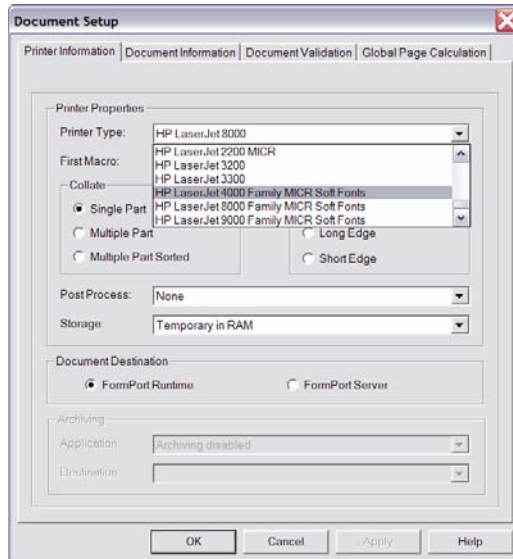 Document Setup
Printer Information Document Information Document Validation Global Page Calculation
Printer Properties
Printer Type: HP LaserJet 8000
HP LaserJet 2200 MICR
First Macro: HP LaserJet 3200
HP LaserJet 3300
Collate HP LaserJet 4000 Family MICR Soft Fonts
Single Part HP LaserJet 8000 Family MICR Soft Fonts
HP LaserJet 9000 Family MICR Soft Fonts
Multiple Part Long Edge
Multiple Part Sorted Short Edge
Post Process: None
Storage: Temporary in RAM
Document Destination
FormPort Runtime FormPort Server
Archiving
Application: Archiving disabled
Destination:
OK Cancel Apply Help